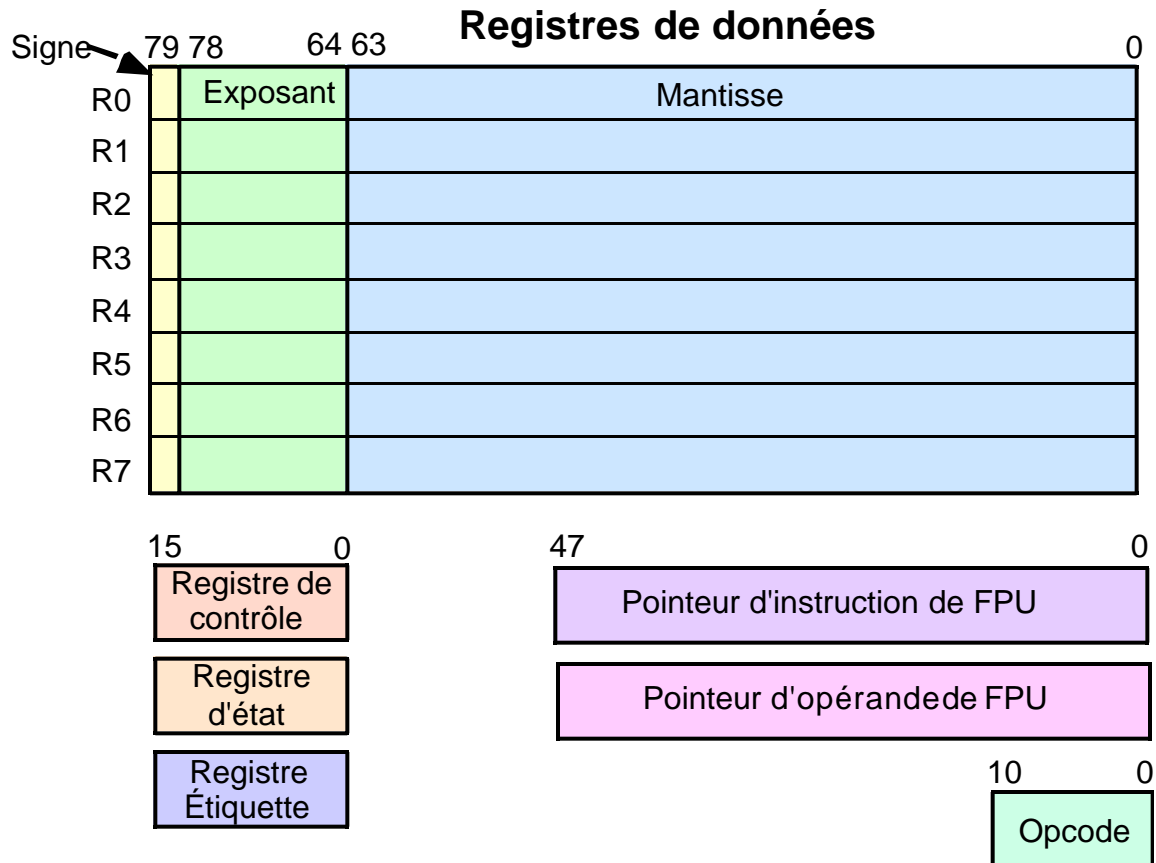 Registres de données
Signe 79 78 64 63 0
R0 Exposant Mantisse
R1
R2
R3
R4
R5
R6
R7
15 0 47 0
Registre de
contrôle
Pointeur d'instruction de FPU
Registre
d'état
Pointeur d'opérande de FPU
Registre
Étiquette
10 0
Opcode